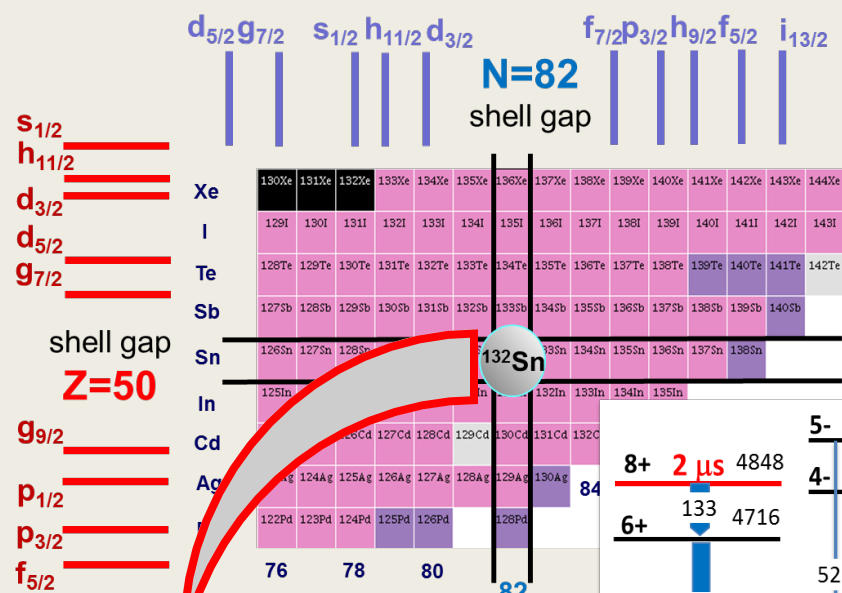 d5/2 g7/2 s1/2 h11/2 d3/2 f7/2 p3/2 h9/2 f5/2 i13/2
N=82
shell gap
s1/2
h11/2
d3/2
d5/2
g7/2
shell gap
Z=50
g9/2
p1/2
p3/2
f5/2
Xe 130Xe 131Xe 132Xe 133Xe 134Xe 135Xe 136Xe 137Xe 138Xe 139Xe 140Xe 141Xe 142Xe 143Xe 144Xe
I 129I 130I 131I 132I 133I 134I 135I 136I 137I 138I 139I 140I 141I 142I 143I
Te 128Te 129Te 130Te 131Te 132Te 133Te 134Te 135Te 136Te 137Te 138Te 139Te 140Te 141Te 142Te
Sb 127Sb 128Sb 129Sb 130Sb 131Sb 132Sb 133Sb 134Sb 135Sb 136Sb 137Sb 138Sb 139Sb 140Sb
Sn 126Sn 127Sn 128Sn 132Sn 134Sn 135Sn 136Sn 137Sn 138Sn
In 125In 132In 133In 134In 135In
Cd 127Cd 128Cd 129Cd 130Cd 131Cd
Ag 124Ag 125Ag 126Ag 127Ag 128Ag 129Ag 130Ag 84
122Pd 123Pd 124Pd 125Pd 126Pd 128Pd
76 78 80 82
8+ 2 μs 4848
133
6+ 4716
5-
4-
52